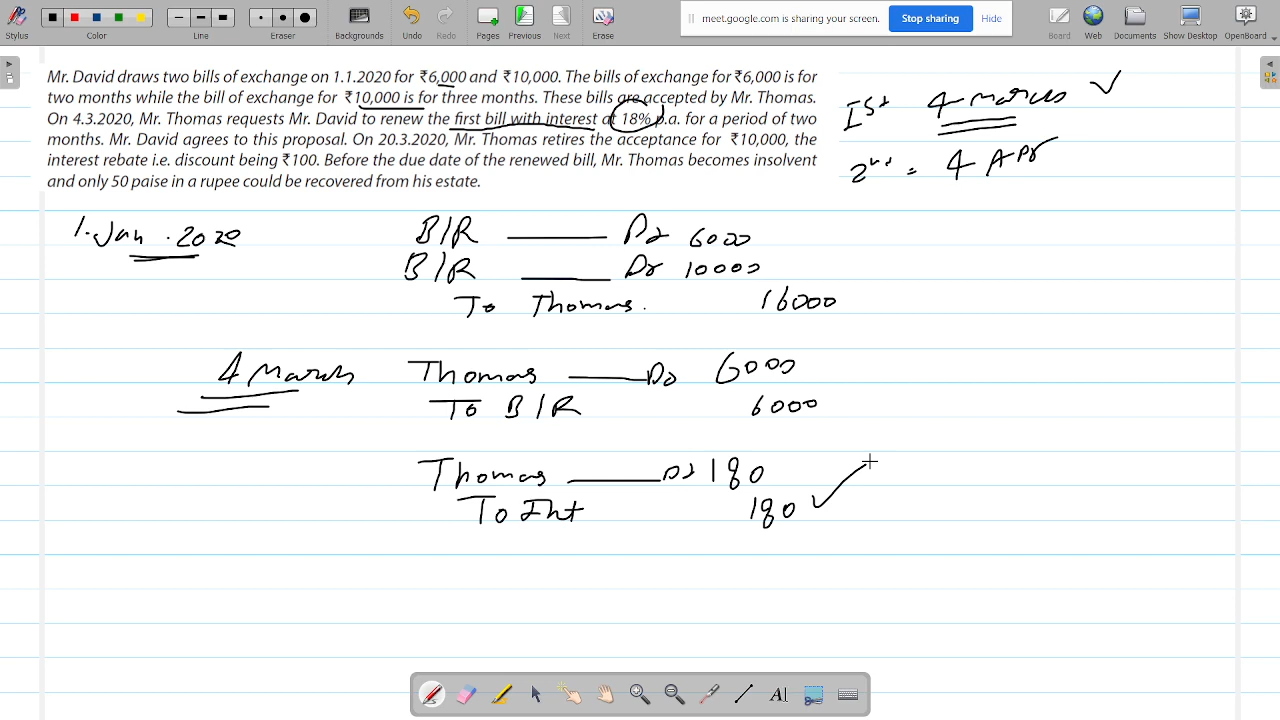 meet.google.com is sharing your screen. Stop sharing Hide
Stylus Color Line Eraser Backgrounds Undo Redo Pages Previous Next Erase Board Web Documents Show Desktop OpenBoard
Mr. David draws two bills of exchange on 1.1.2020 for ₹6,000 and ₹10,000. The bills of exchange for ₹6,000 is for
two months while the bill of exchange for ₹10,000 is for three months. These bills are accepted by Mr. Thomas.
On 4.3.2020, Mr. Thomas requests Mr. David to renew the first bill with interest at 18% p.a. for a period of two
months. Mr. David agrees to this proposal. On 20.3.2020, Mr. Thomas retires the acceptance for ₹10,000, the
interest rebate i.e. discount being ₹100. Before the due date of the renewed bill, Mr. Thomas becomes insolvent
and only 50 paise in a rupee could be recovered from his estate.
Ist 4 March ✓
2nd = 4 Apr
1. Jan . 2020 B/R Dr 6000
B/R Dr 10000
To Thomas. 16000
4 March Thomas Dr 6000
To B/R 6000
Thomas Dr 180
To Int 180 ✓
AI